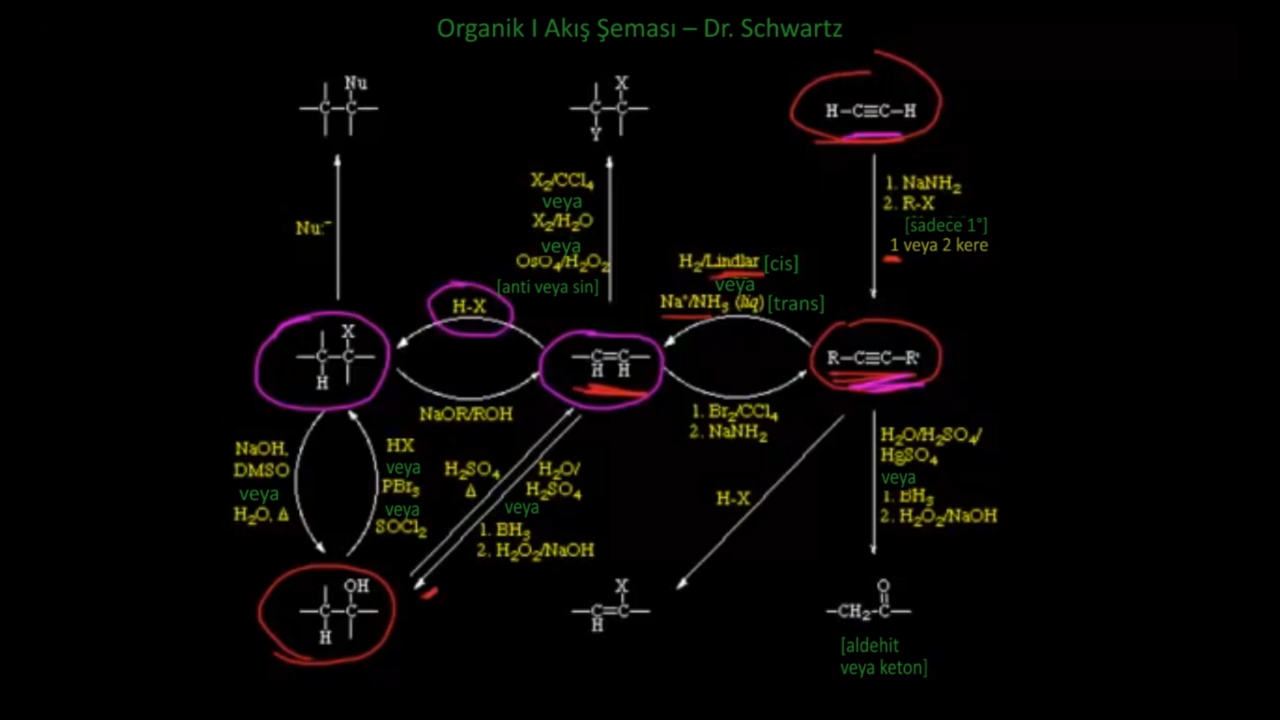 Organik I Akış Şeması – Dr. Schwartz
Nu
C C
X
C C
Y
H–C≡C–H
Nu:⁻
X₂/CCl₄
veya
X₂/H₂O
veya
OsO₄/H₂O₂
[anti veya sin]
1. NaNH₂
2. R-X
[sadece 1°]
1 veya 2 kere
H₂/Lindlar [cis]
veya
Na°/NH₃ (liq) [trans]
H-X
X
C C
H
C=C
H H
R–C≡C–R'
NaOR/ROH
1. Br₂/CCl₄
2. NaNH₂
NaOH,
DMSO
veya
H₂O, Δ
HX
veya
PBr₃
veya
SOCl₂
H₂SO₄
Δ
H₂O/
H₂SO₄
veya
1. BH₃
2. H₂O₂/NaOH
H-X
H₂O/H₂SO₄/
HgSO₄
veya
1. BH₃
2. H₂O₂/NaOH
OH
C C
H
X
C=C
H
O
–CH₂–C–
[aldehit
veya keton]